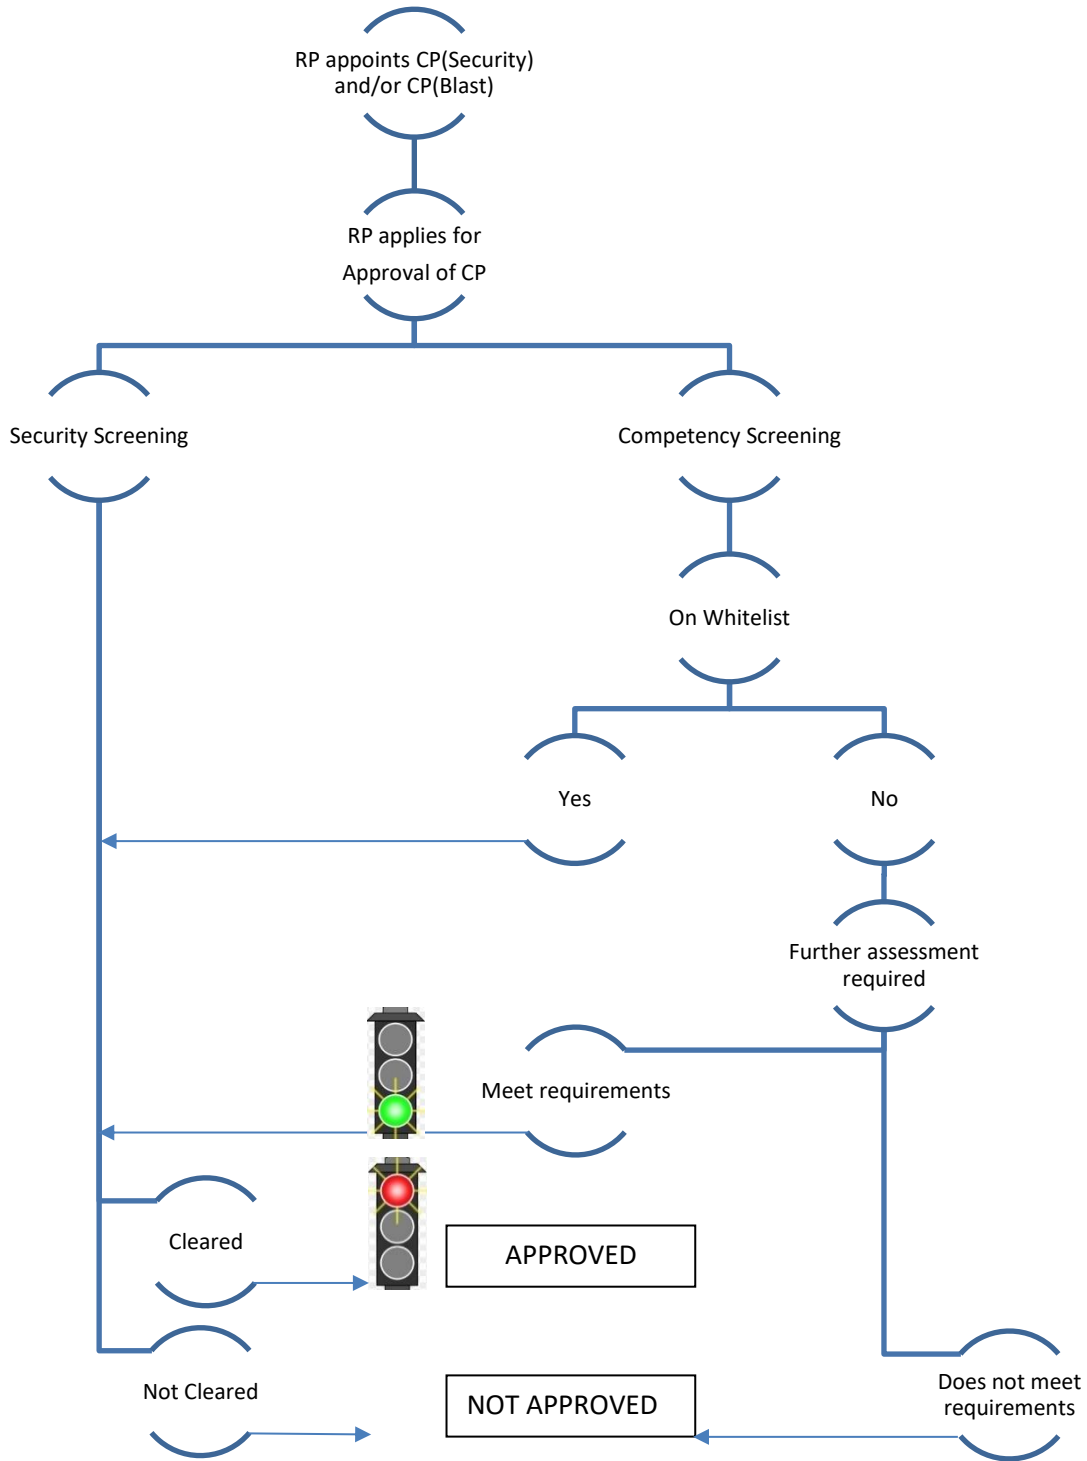 RP appoints CP(Security)
and/or CP(Blast)
RP applies for
Approval of CP
Security Screening
Competency Screening
On Whitelist
Yes
No
Further assessment
required
Meet requirements
Cleared
APPROVED
Not Cleared
NOT APPROVED
Does not meet
requirements